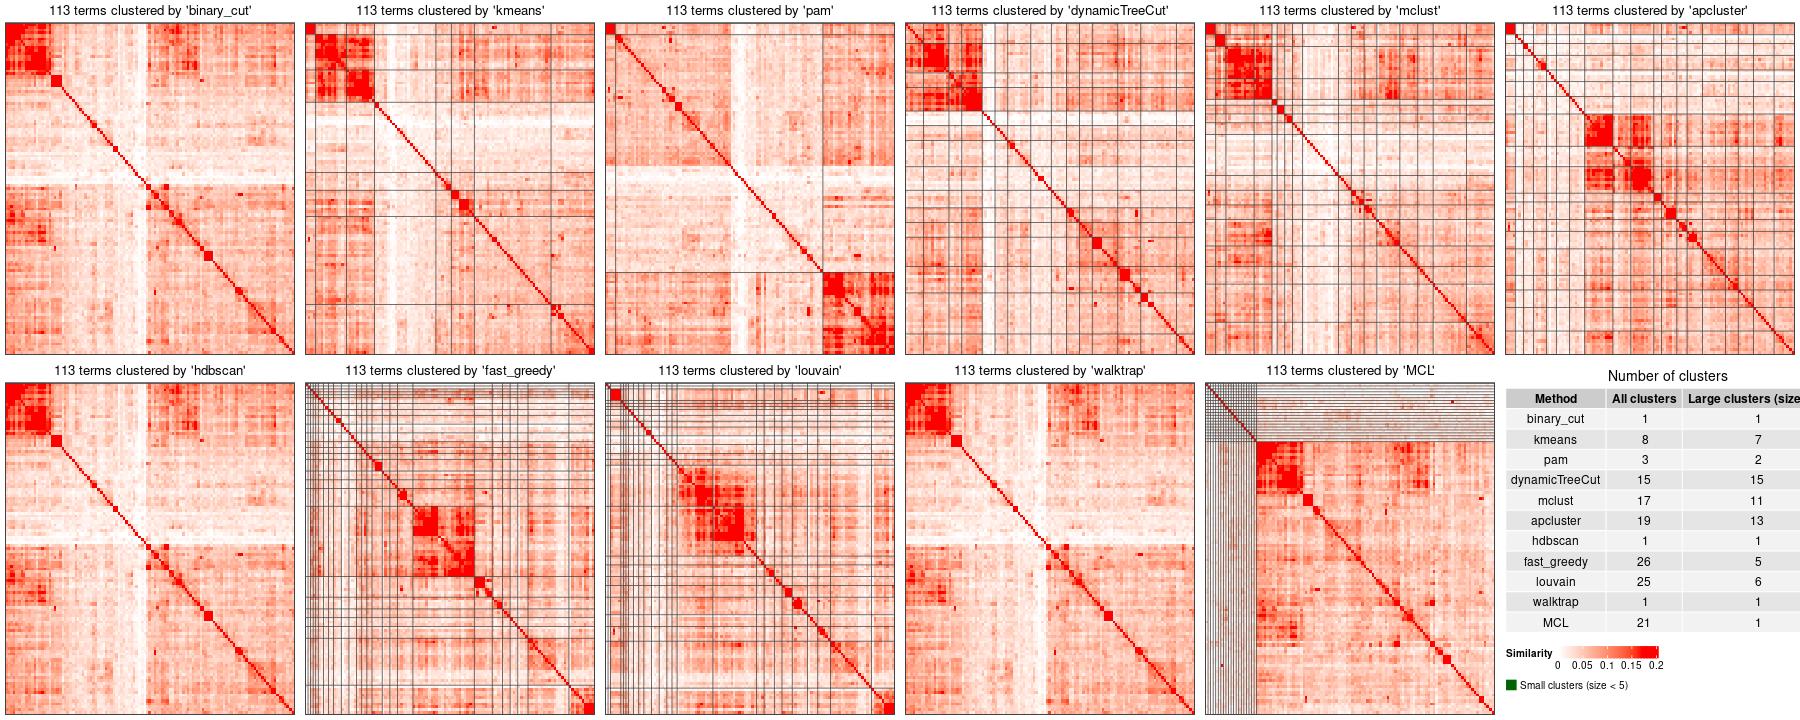 113 terms clustered by 'binary_cut'
113 terms clustered by 'kmeans'
113 terms clustered by 'pam'
113 terms clustered by 'dynamicTreeCut'
113 terms clustered by 'mclust'
113 terms clustered by 'apcluster'
113 terms clustered by 'hdbscan'
113 terms clustered by 'fast_greedy'
113 terms clustered by 'louvain'
113 terms clustered by 'walktrap'
113 terms clustered by 'MCL'
Number of clusters
Method All clusters Large clusters (size
binary_cut 1 1
kmeans 8 7
pam 3 2
dynamicTreeCut 15 15
mclust 17 11
apcluster 19 13
hdbscan 1 1
fast_greedy 26 5
louvain 25 6
walktrap 1 1
MCL 21 1
Similarity
0 0.05 0.1 0.15 0.2
Small clusters (size < 5)